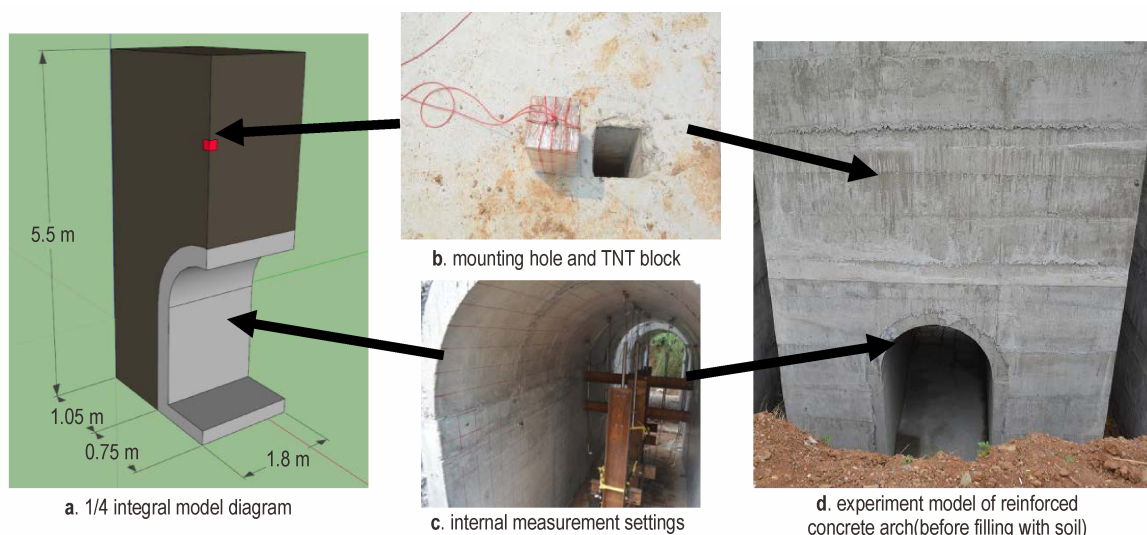 5.5 m
1.05 m
0.75 m
1.8 m
a. 1/4 integral model diagram
b. mounting hole and TNT block
c. internal measurement settings
d. experiment model of reinforced
concrete arch(before filling with soil)